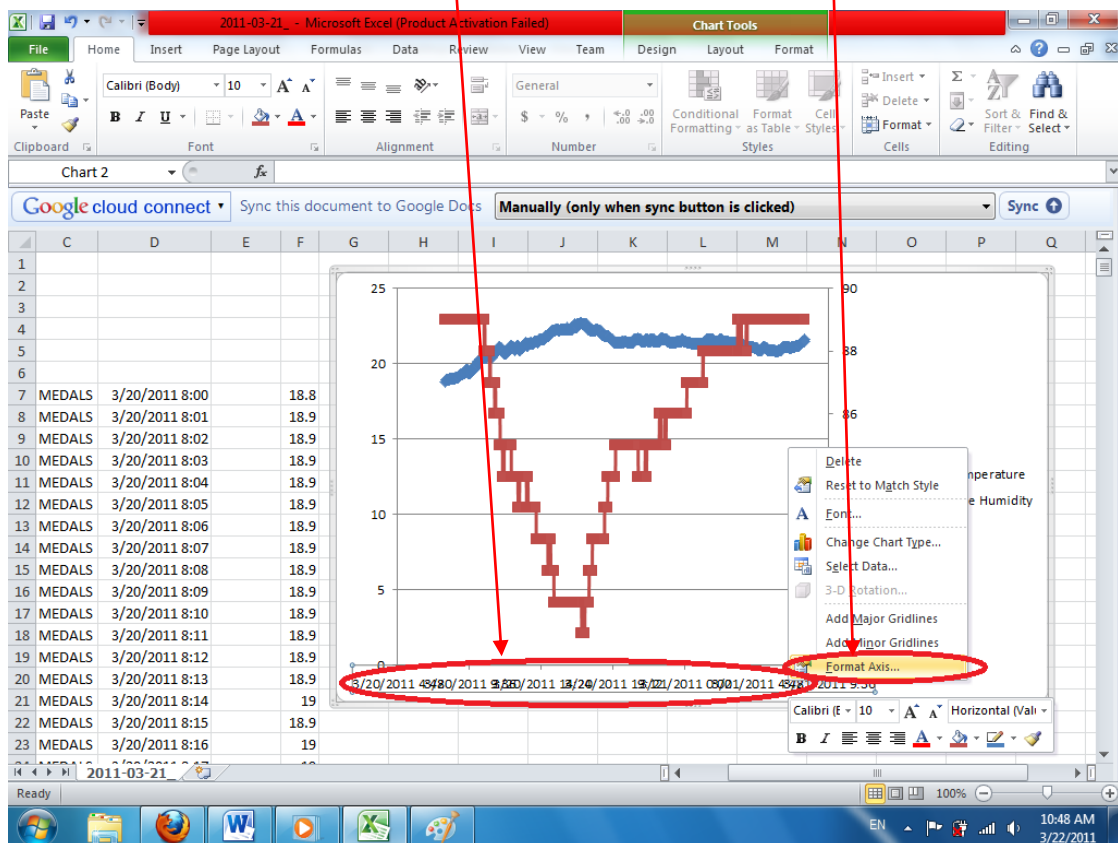 2011-03-21_ - Microsoft Excel (Product Activation Failed)
Chart Tools
File Home Insert Page Layout Formulas Data Review View Team Design Layout Format
Paste
Calibri (Body) 10 A A
B I U A
General
$ % , .0 .00 .00 .0
Conditional Formatting
Format as Table
Cell Styles
Insert
Delete
Format
Σ
Sort & Filter
Find & Select
Clipboard Font Alignment Number Styles Cells Editing
Chart 2 fx
Google cloud connect Sync this document to Google Docs Manually (only when sync button is clicked) Sync
C D E F G H I J K L M N O P Q
1
2
3
4
5
6
7 MEDALS 3/20/2011 8:00 18.8
8 MEDALS 3/20/2011 8:01 18.9
9 MEDALS 3/20/2011 8:02 18.9
10 MEDALS 3/20/2011 8:03 18.9
11 MEDALS 3/20/2011 8:04 18.9
12 MEDALS 3/20/2011 8:05 18.9
13 MEDALS 3/20/2011 8:06 18.9
14 MEDALS 3/20/2011 8:07 18.9
15 MEDALS 3/20/2011 8:08 18.9
16 MEDALS 3/20/2011 8:09 18.9
17 MEDALS 3/20/2011 8:10 18.9
18 MEDALS 3/20/2011 8:11 18.9
19 MEDALS 3/20/2011 8:12 18.9
20 MEDALS 3/20/2011 8:13 18.9
21 MEDALS 3/20/2011 8:14 19
22 MEDALS 3/20/2011 8:15 18.9
23 MEDALS 3/20/2011 8:16 19
25
20
15
10
5
0
90
88
86
mperature
e Humidity
Delete
Reset to Match Style
Font...
Change Chart Type...
Select Data...
3-D Rotation...
Add Major Gridlines
Add Minor Gridlines
Format Axis...
Calibri (E 10 A A Horizontal (Valu
B I A
2011-03-21_
Ready
100%
EN
10:48 AM
3/22/2011